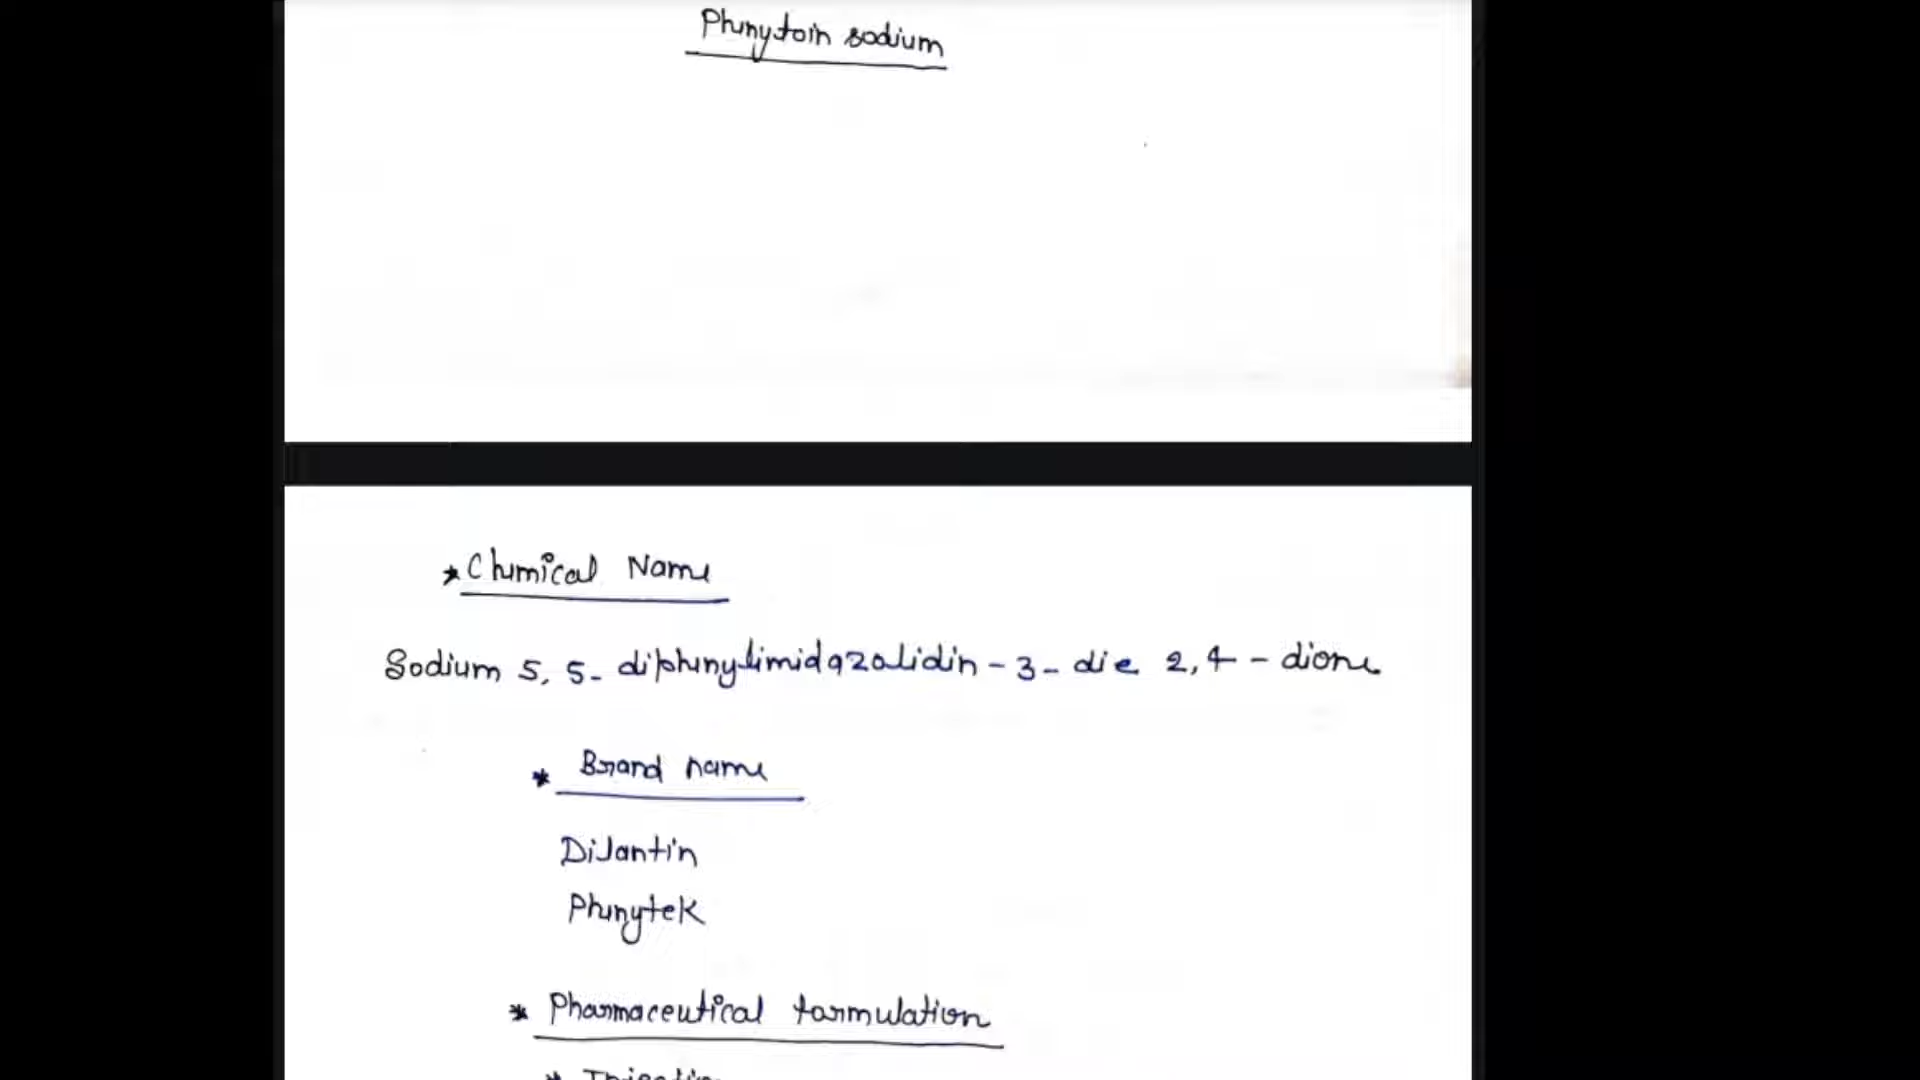 Phenytoin sodium
* Chemical Name
Sodium 5, 5- diphenylimidazolidin - 3 - die 2,4 - dione
* Brand name
Dilantin
Phenytek
* Pharmaceutical formulation
* Injection